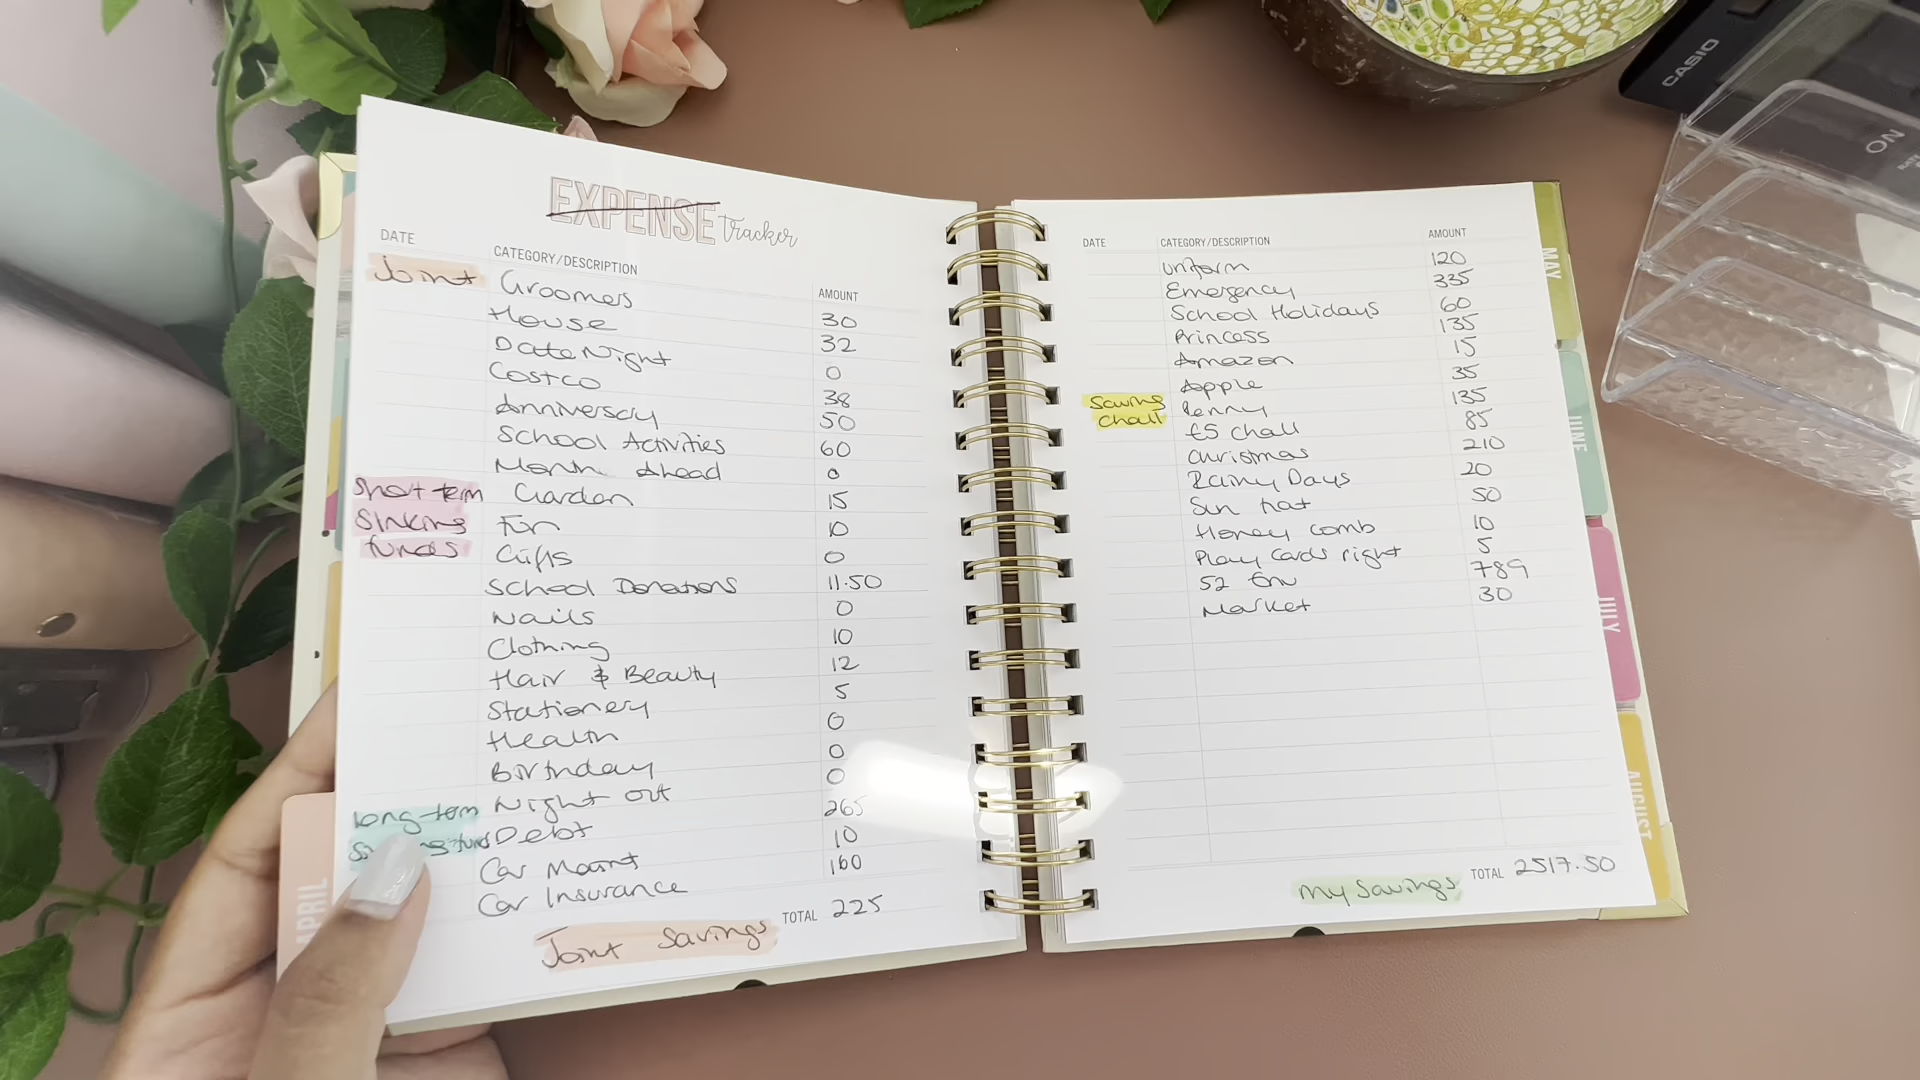 EXPENSE tracker
DATE CATEGORY/DESCRIPTION AMOUNT
Joint Groomers 30
House 32
Date Night 0
Costco 38
Anniversary 50
School Activities 60
Month Ahead 0
Short term Garden 15
Sinking Fun 10
funds Gifts 0
School Donations 11.50
Nails 0
Clothing 10
Hair & Beauty 12
Stationery 5
Health 0
Birthday 0
long-term Night out 0
Debt 265
Car Maint 10
Car Insurance 160
TOTAL 225
Joint Savings
DATE CATEGORY/DESCRIPTION AMOUNT
Uniform 120
Emergency 335
School Holidays 60
Princess 135
Amazon 15
Apple 35
Saving Penny 135
Chall £5 chall 85
Christmas 210
Rainy Days 20
Sun hat 50
Honey comb 10
Play cards right 5
52 Env 789
Market 30
My Savings TOTAL 2517.50
APRIL
MAY
JUNE
JULY
AUGUST
CASIO
ON